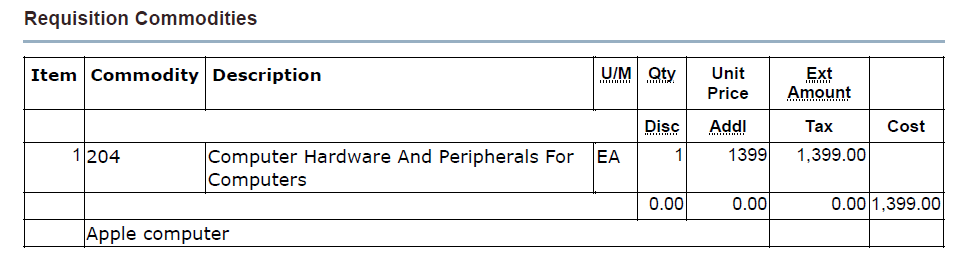 Requisition Commodities
Item Commodity Description U/M Qty Unit Price Ext Amount
Disc Addl Tax Cost
1 204 Computer Hardware And Peripherals For Computers EA 1 1399 1,399.00
0.00 0.00 0.00 1,399.00
Apple computer